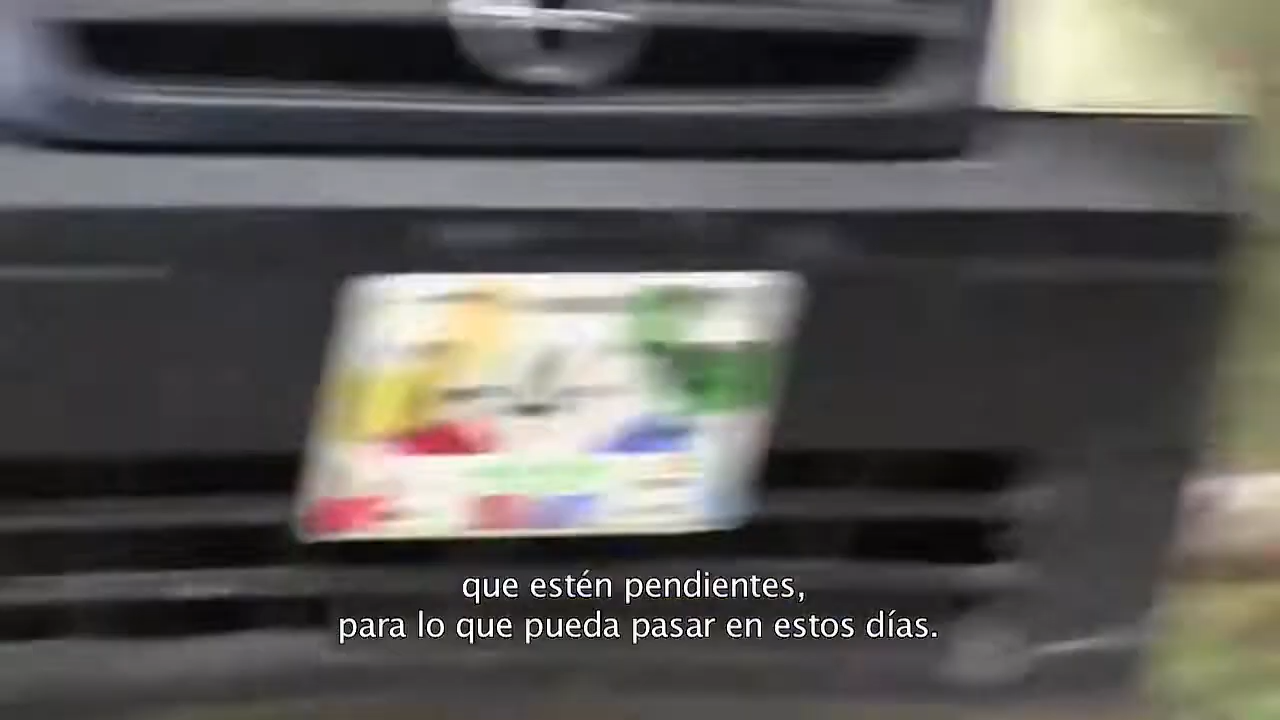 que estén pendientes,
para lo que pueda pasar en estos días.